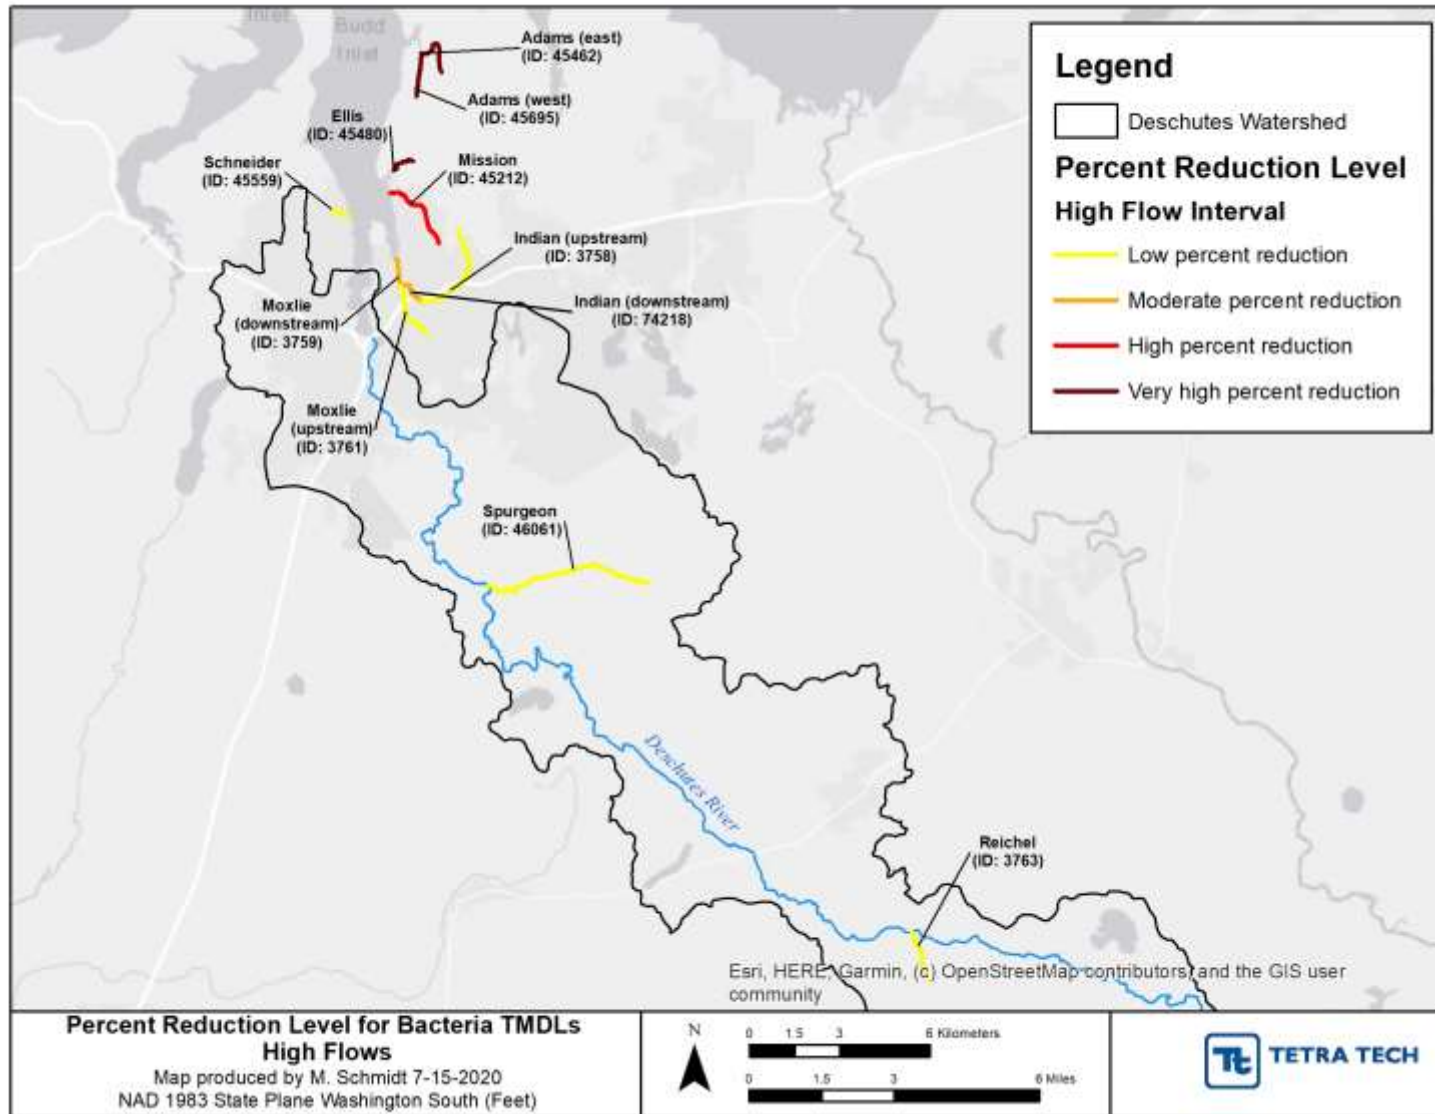 Inlet
Budd
Inlet
Adams (east)
(ID: 45462)
Adams (west)
(ID: 45695)
Ellis
(ID: 45480)
Schneider
(ID: 45559)
Mission
(ID: 45212)
Indian (upstream)
(ID: 3758)
Indian (downstream)
(ID: 74218)
Moxlie
(downstream)
(ID: 3759)
Moxlie
(upstream)
(ID: 3761)
Spurgeon
(ID: 46061)
Deschutes River
Reichel
(ID: 3763)
Legend
Deschutes Watershed
Percent Reduction Level
High Flow Interval
Low percent reduction
Moderate percent reduction
High percent reduction
Very high percent reduction
Esri, HERE, Garmin, (c) OpenStreetMap contributors, and the GIS user
community
Percent Reduction Level for Bacteria TMDLs
High Flows
Map produced by M. Schmidt 7-15-2020
NAD 1983 State Plane Washington South (Feet)
N
0 1.5 3 6 Kilometers
0 1.5 3 6 Miles
Tt TETRA TECH